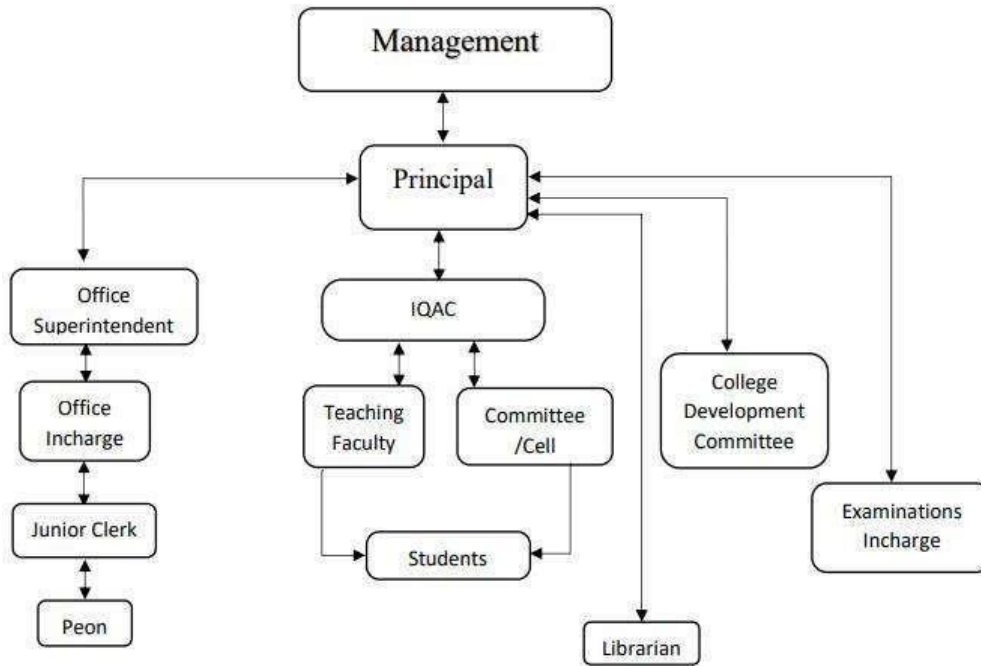 Management
Principal
Office
Superintendent
IQAC
College
Development
Committee
Office
Incharge
Teaching
Faculty
Committee
/Cell
Examinations
Incharge
Junior Clerk
Students
Peon
Librarian